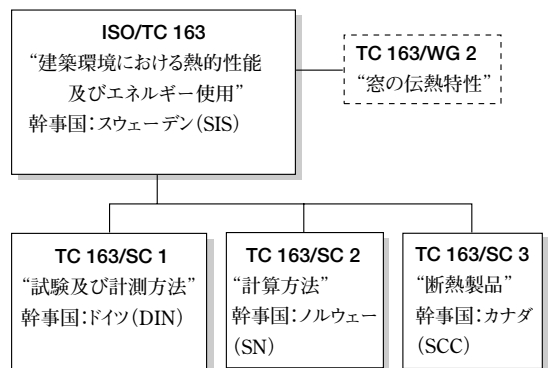 ISO/TC 163
“建築環境における熱的性能
及びエネルギー使用”
幹事国：スウェーデン（SIS）
TC 163/WG 2
“窓の伝熱特性”
TC 163/SC 1
“試験及び計測方法”
幹事国：ドイツ（DIN）
TC 163/SC 2
“計算方法”
幹事国：ノルウェー
（SN）
TC 163/SC 3
“断熱製品”
幹事国：カナダ
（SCC）